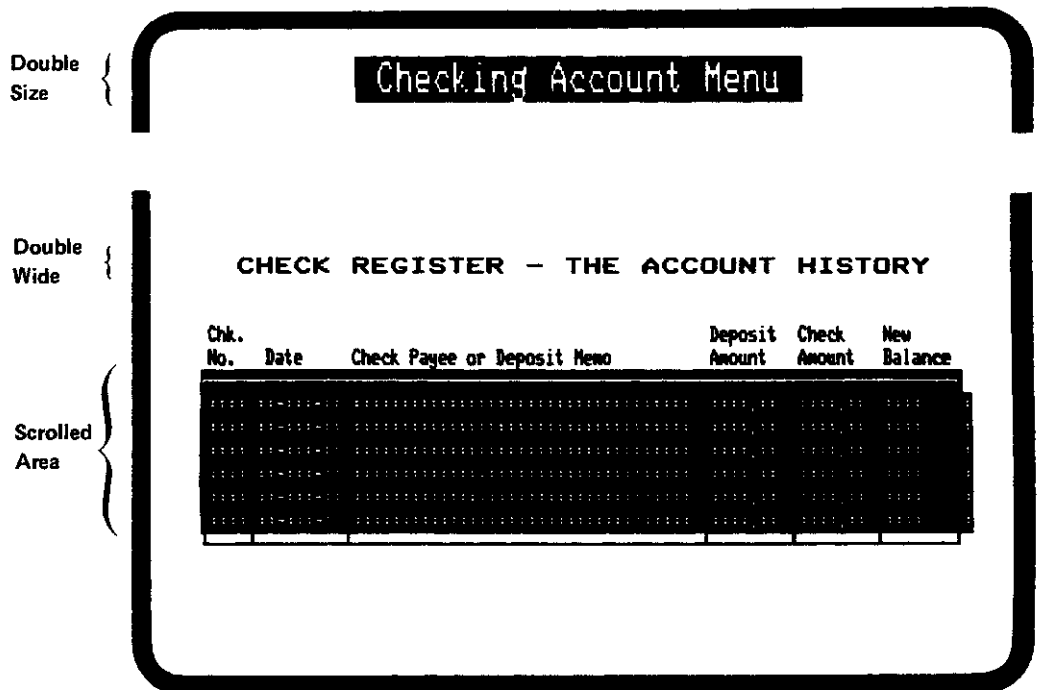 Double
Size
Checking Account Menu
Double
Wide
CHECK REGISTER – THE ACCOUNT HISTORY
Chk. Deposit Check New
No. Date Check Payee or Deposit Memo Amount Amount Balance
Scrolled
Area